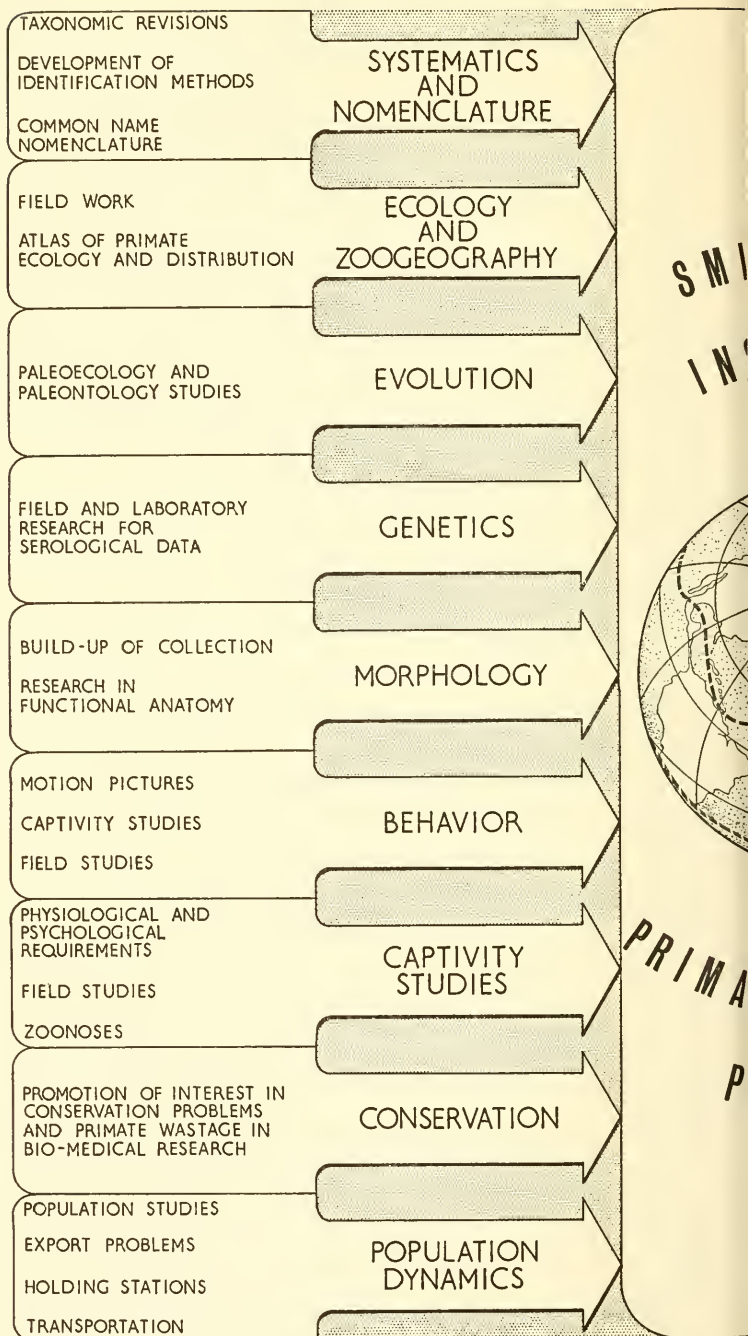 TAXONOMIC REVISIONS
DEVELOPMENT OF
IDENTIFICATION METHODS
COMMON NAME
NOMENCLATURE
SYSTEMATICS
AND
NOMENCLATURE
FIELD WORK
ATLAS OF PRIMATE
ECOLOGY AND DISTRIBUTION
ECOLOGY
AND
ZOOGEOGRAPHY
PALEOECOLOGY AND
PALEONTOLOGY STUDIES
EVOLUTION
FIELD AND LABORATORY
RESEARCH FOR
SEROLOGICAL DATA
GENETICS
BUILD-UP OF COLLECTION
RESEARCH IN
FUNCTIONAL ANATOMY
MORPHOLOGY
MOTION PICTURES
CAPTIVITY STUDIES
FIELD STUDIES
BEHAVIOR
PHYSIOLOGICAL AND
PSYCHOLOGICAL
REQUIREMENTS
FIELD STUDIES
ZOONOSES
CAPTIVITY
STUDIES
PROMOTION OF INTEREST IN
CONSERVATION PROBLEMS
AND PRIMATE WASTAGE IN
BIO-MEDICAL RESEARCH
CONSERVATION
POPULATION STUDIES
EXPORT PROBLEMS
HOLDING STATIONS
TRANSPORTATION
POPULATION
DYNAMICS
SMI
INS
PRIMA
P